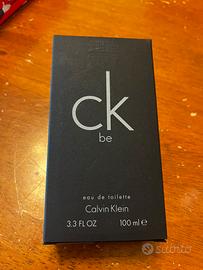 ck
be
eau de toilette
Calvin Klein
3.3 FL OZ 100 ml ℮
subito